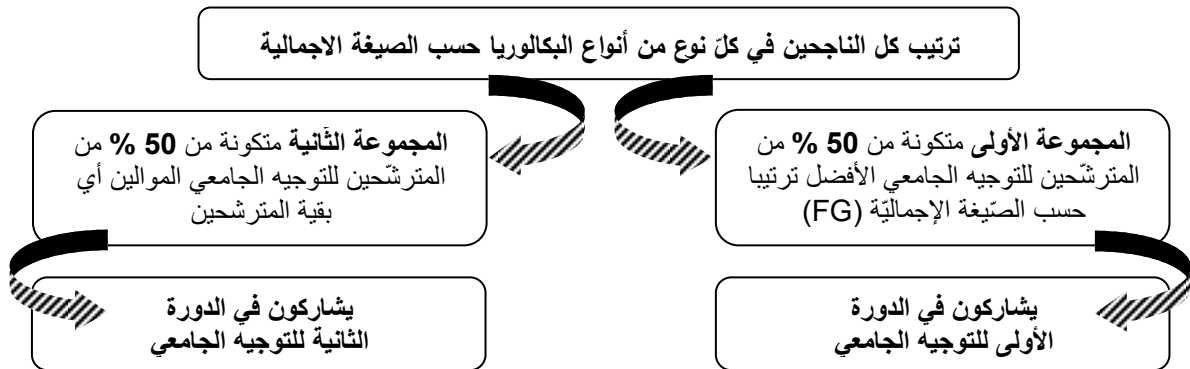 ترتيب كل الناجحين في كلّ نوع من أنواع البكالوريا حسب الصيغة الاجمالية
المجموعة الأولى متكونة من 50 % من
المترشّحين للتوجيه الجامعي الأفضل ترتيبا
حسب الصّيغة الإجماليّة (FG)
المجموعة الثّانية متكونة من 50 % من
المترشّحين للتوجيه الجامعي الموالين أي
بقية المترشحين
يشاركون في الدورة
الأولى للتوجيه الجامعي
يشاركون في الدورة
الثانية للتوجيه الجامعي